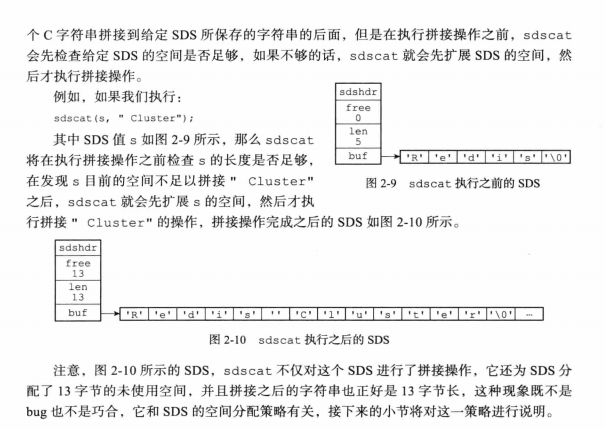 个 C 字符串拼接到给定 SDS 所保存的字符串的后面，但是在执行拼接操作之前，sdscat
会先检查给定 SDS 的空间是否足够，如果不够的话，sdscat 就会先扩展 SDS 的空间，然
后才执行拼接操作。
例如，如果我们执行：
sdscat(s, " Cluster");
其中 SDS 值 s 如图 2-9 所示，那么 sdscat
将在执行拼接操作之前检查 s 的长度是否足够，
在发现 s 目前的空间不足以拼接 " Cluster"
之后，sdscat 就会先扩展 s 的空间，然后才执
行拼接 " Cluster" 的操作，拼接操作完成之后的 SDS 如图 2-10 所示。
sdshdr
free
0
len
5
buf
'R' 'e' 'd' 'i' 's' '\0'
图 2-9 sdscat 执行之前的 SDS
sdshdr
free
13
len
13
buf
'R' 'e' 'd' 'i' 's' ' ' 'C' 'l' 'u' 's' 't' 'e' 'r' '\0' …
图 2-10 sdscat 执行之后的 SDS
注意，图 2-10 所示的 SDS，sdscat 不仅对这个 SDS 进行了拼接操作，它还为 SDS 分
配了 13 字节的未使用空间，并且拼接之后的字符串也正好是 13 字节长，这种现象既不是
bug 也不是巧合，它和 SDS 的空间分配策略有关，接下来的小节将对这一策略进行说明。